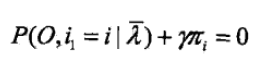 P(O, i₁ = i | λ̄) + γπᵢ = 0